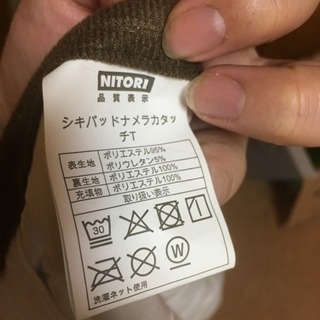 NITORI
品質表示
シキパッドナメラカタッ
チT
表生地 ポリエステル95%
ポリウレタン5%
裏生地 ポリエステル100%
充填物 ポリエステル100%
取り扱い表示
30
W
洗濯ネット使用